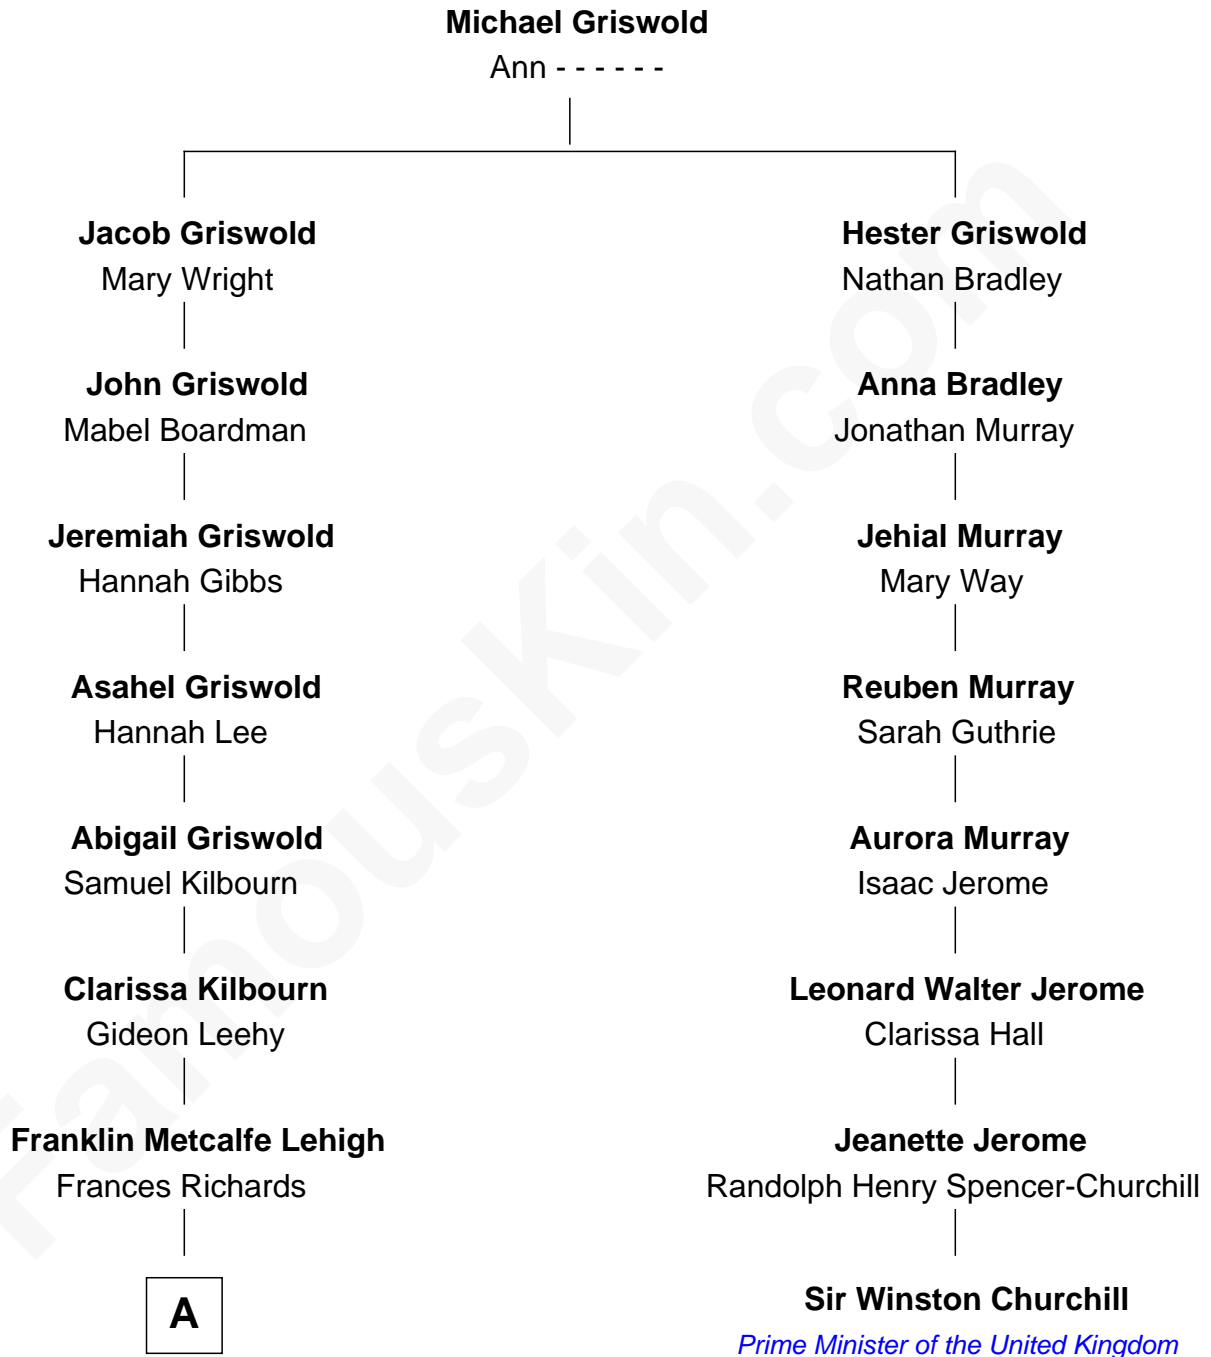 Michael Griswold
Ann - - - - - -
Jacob Griswold
Mary Wright
Hester Griswold
Nathan Bradley
John Griswold
Mabel Boardman
Anna Bradley
Jonathan Murray
Jeremiah Griswold
Hannah Gibbs
Jehial Murray
Mary Way
Asahel Griswold
Hannah Lee
Reuben Murray
Sarah Guthrie
Abigail Griswold
Samuel Kilbourn
Aurora Murray
Isaac Jerome
Clarissa Kilbourn
Gideon Leehy
Leonard Walter Jerome
Clarissa Hall
Franklin Metcalfe Lehigh
Frances Richards
Jeanette Jerome
Randolph Henry Spencer-Churchill
A
Sir Winston Churchill
Prime Minister of the United Kingdom
FamousKin.com